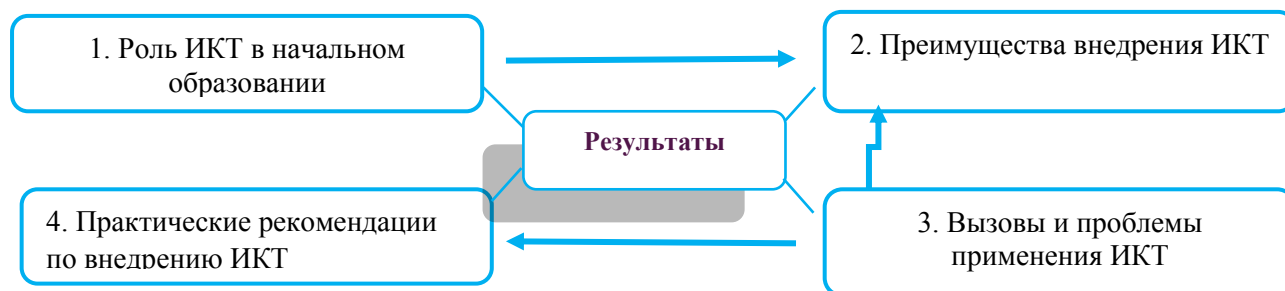 1. Роль ИКТ в начальном
образовании
2. Преимущества внедрения ИКТ
Результаты
4. Практические рекомендации
по внедрению ИКТ
3. Вызовы и проблемы
применения ИКТ